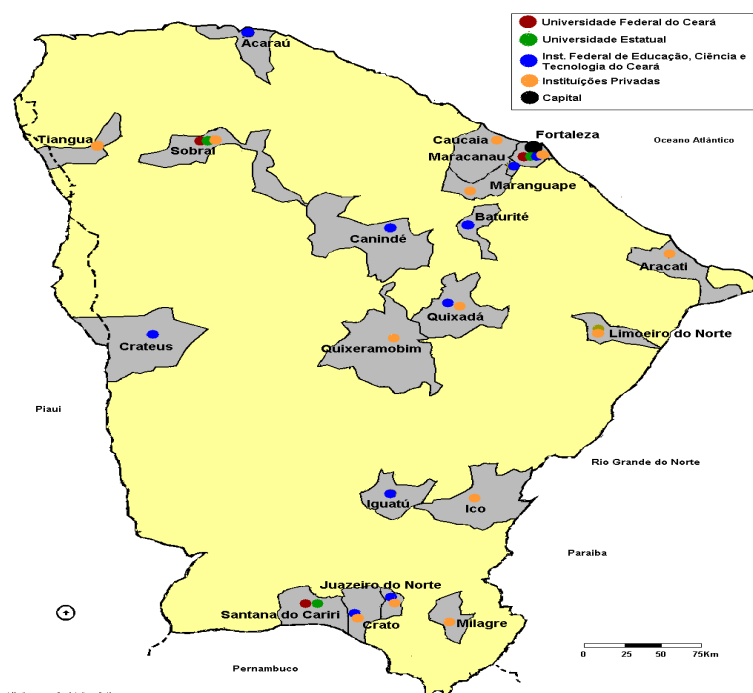 Universidade Federal do Ceará
Universidade Estatual
Inst. Federal de Educação, Ciência e
Tecnologia do Ceará
Instituíções Privadas
Capital
Acaraú
Tiangua
Sobral
Caucaia
Fortaleza
Oceano Atlântico
Maracanau
Maranguape
Baturité
Canindé
Aracati
Quixadá
Crateus
Quixeramobim
Limoeiro do Norte
Piaui
Rio Grande do Norte
Iguatú
Ico
Paraiba
Juazeiro do Norte
Santana do Cariri
Crato
Milagre
0 25 50 75Km
Pernambuco